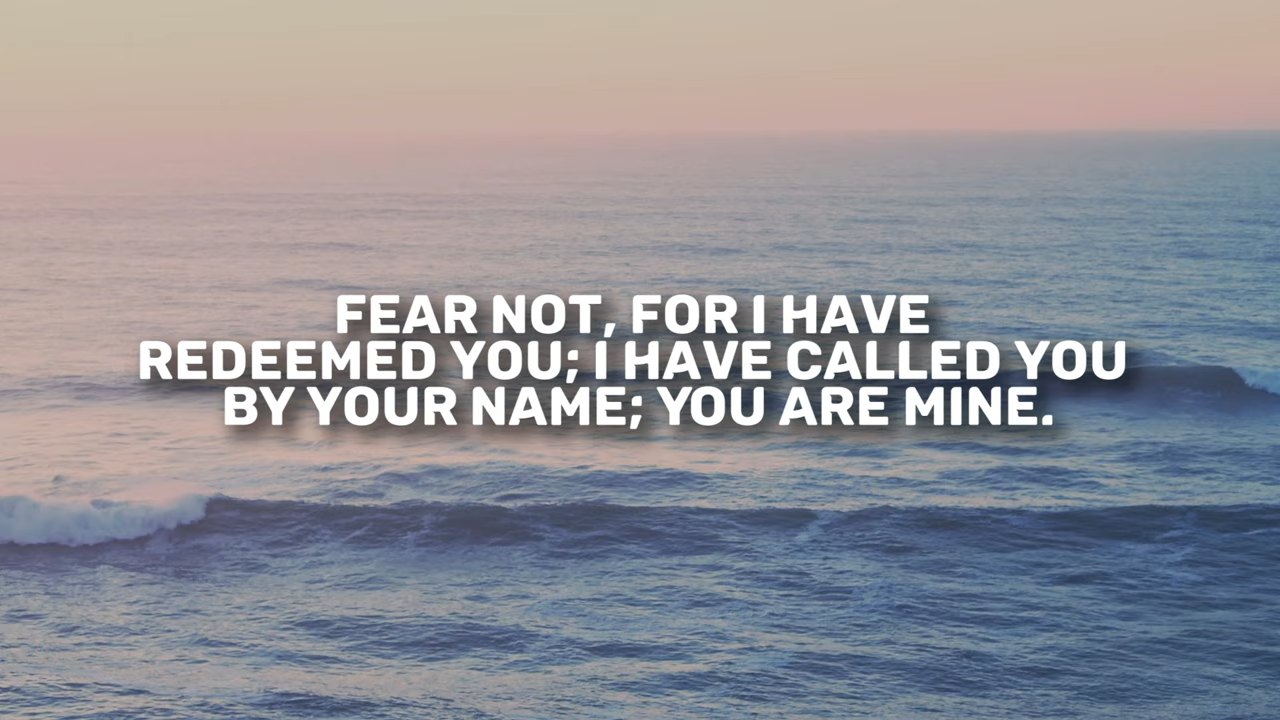 FEAR NOT, FOR I HAVE
REDEEMED YOU; I HAVE CALLED YOU
BY YOUR NAME; YOU ARE MINE.